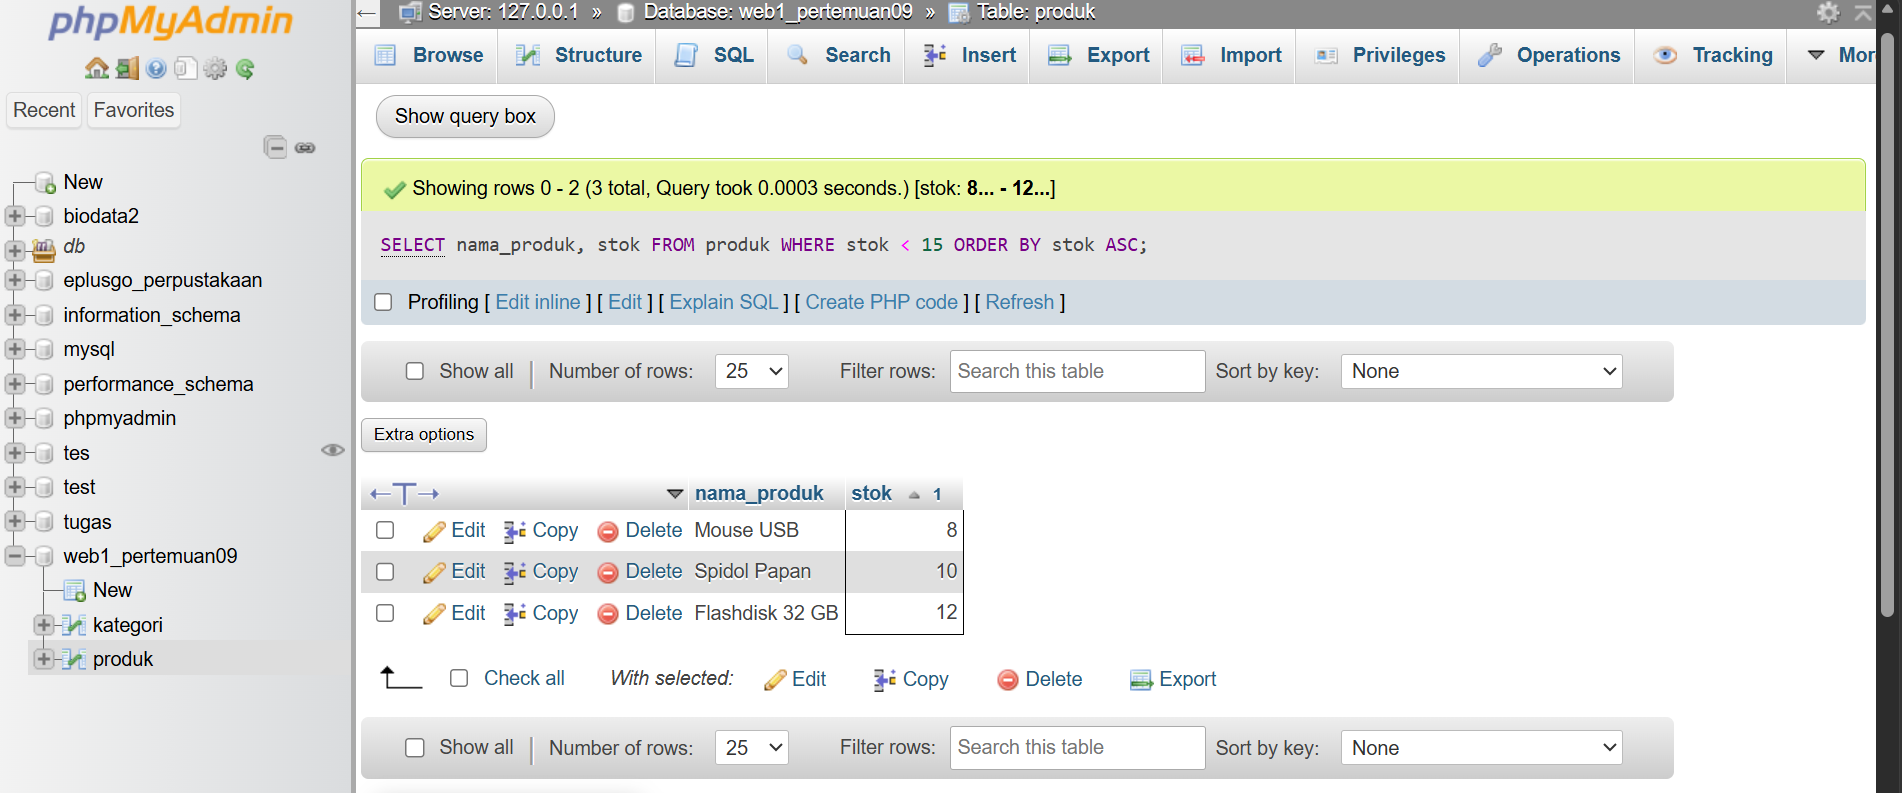 phpMyAdmin
Recent Favorites
New
biodata2
db
eplusgo_perpustakaan
information_schema
mysql
performance_schema
phpmyadmin
tes
test
tugas
web1_pertemuan09
New
kategori
produk
Server: 127.0.0.1 » Database: web1_pertemuan09 » Table: produk
Browse Structure SQL Search Insert Export Import Privileges Operations Tracking Mor
Show query box
Showing rows 0 - 2 (3 total, Query took 0.0003 seconds.) [stok: 8... - 12...]
SELECT nama_produk, stok FROM produk WHERE stok < 15 ORDER BY stok ASC;
Profiling [ Edit inline ] [ Edit ] [ Explain SQL ] [ Create PHP code ] [ Refresh ]
Show all | Number of rows: 25 Filter rows: Search this table Sort by key: None
Extra options
nama_produk stok 1
Edit Copy Delete Mouse USB 8
Edit Copy Delete Spidol Papan 10
Edit Copy Delete Flashdisk 32 GB 12
Check all With selected: Edit Copy Delete Export
Show all | Number of rows: 25 Filter rows: Search this table Sort by key: None